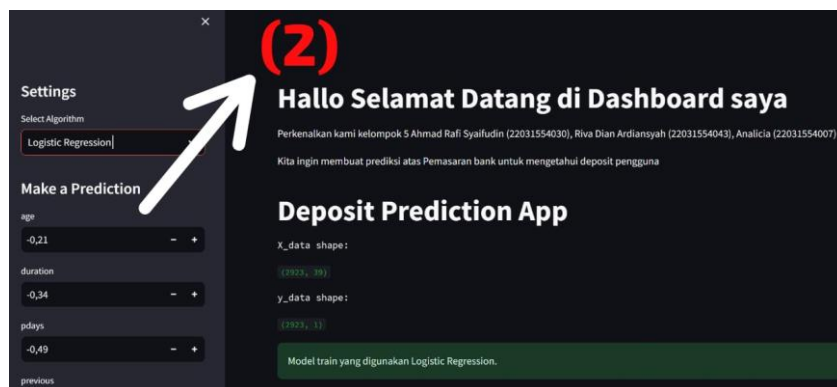 ×
(2)
Settings
Select Algorithm
Logistic Regression
Make a Prediction
age
-0,21 - +
duration
-0,34 - +
pdays
-0,49 - +
previous
Hallo Selamat Datang di Dashboard saya
Perkenalkan kami kelompok 5 Ahmad Rafi Syaifudin (22031554030), Riva Dian Ardiansyah (22031554043), Analicia (22031554007)
Kita ingin membuat prediksi atas Pemasaran bank untuk mengetahui deposit pengguna
Deposit Prediction App
X_data shape:
(2923, 39)
y_data shape:
(2923, 1)
Model train yang digunakan Logistic Regression.